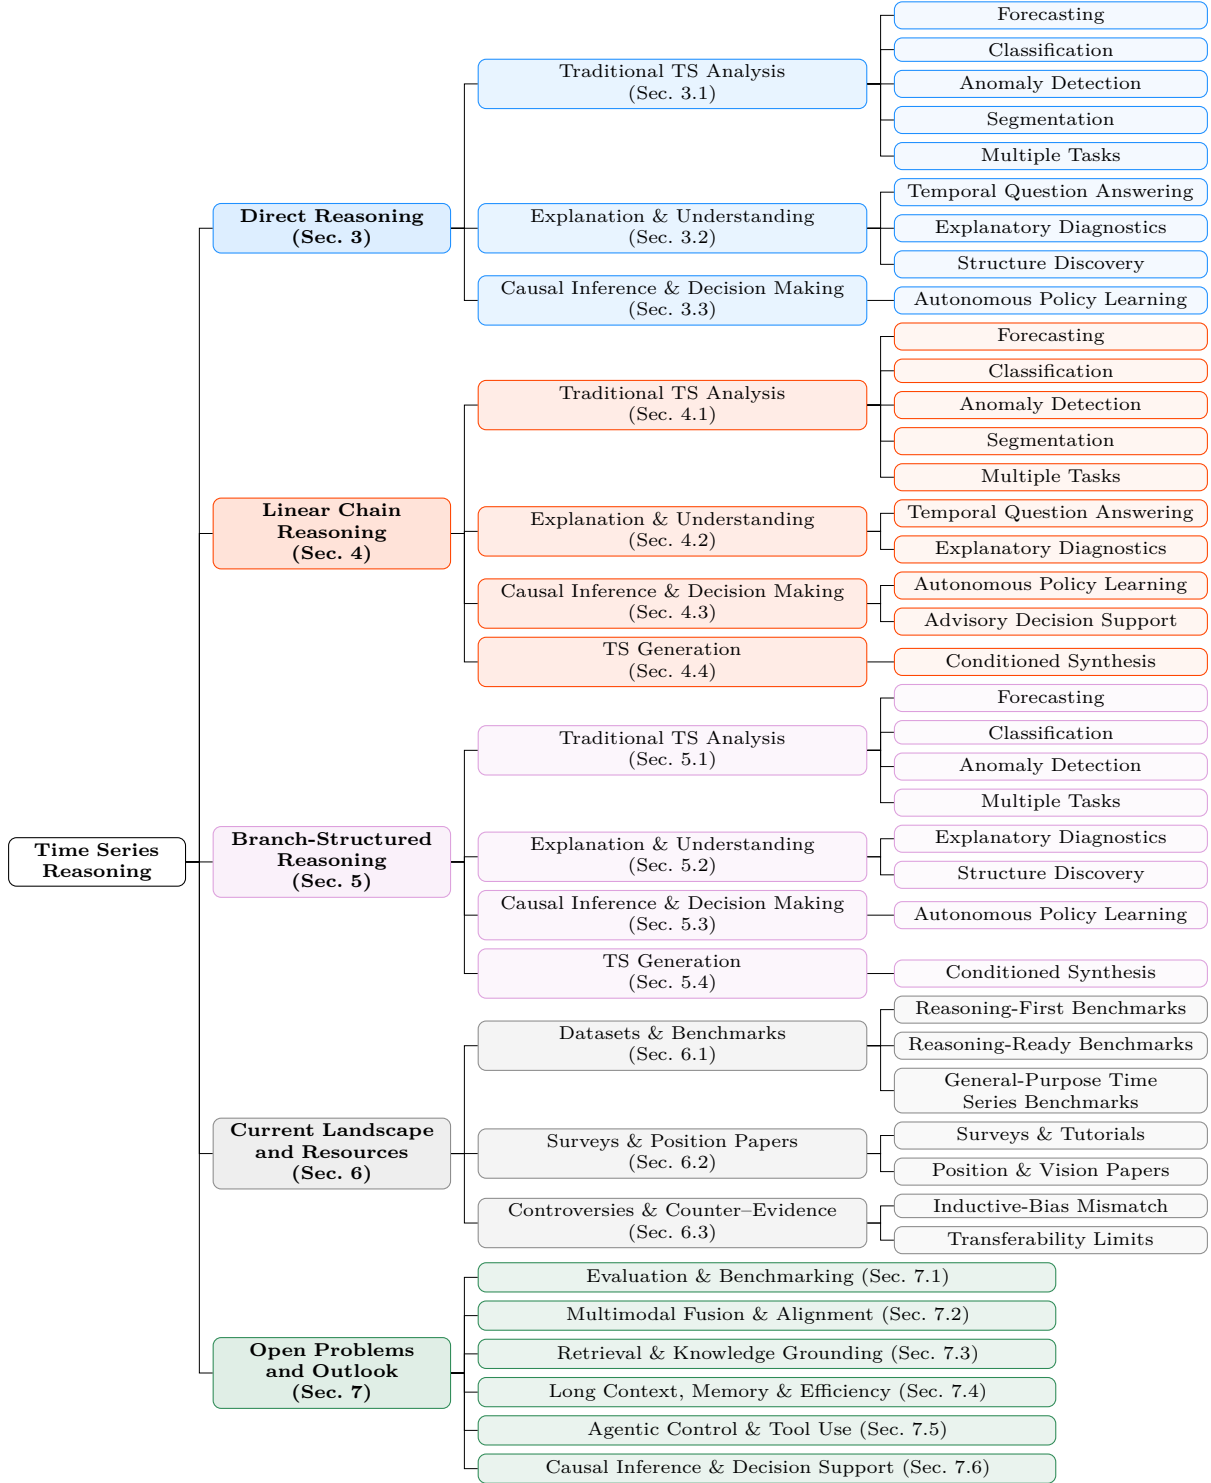 Time Series
Reasoning
Direct Reasoning
(Sec. 3)
Traditional TS Analysis
(Sec. 3.1)
Forecasting
Classification
Anomaly Detection
Segmentation
Multiple Tasks
Explanation & Understanding
(Sec. 3.2)
Temporal Question Answering
Explanatory Diagnostics
Structure Discovery
Causal Inference & Decision Making
(Sec. 3.3)
Autonomous Policy Learning
Linear Chain
Reasoning
(Sec. 4)
Traditional TS Analysis
(Sec. 4.1)
Forecasting
Classification
Anomaly Detection
Segmentation
Multiple Tasks
Explanation & Understanding
(Sec. 4.2)
Temporal Question Answering
Explanatory Diagnostics
Causal Inference & Decision Making
(Sec. 4.3)
Autonomous Policy Learning
Advisory Decision Support
TS Generation
(Sec. 4.4)
Conditioned Synthesis
Branch-Structured
Reasoning
(Sec. 5)
Traditional TS Analysis
(Sec. 5.1)
Forecasting
Classification
Anomaly Detection
Multiple Tasks
Explanation & Understanding
(Sec. 5.2)
Explanatory Diagnostics
Structure Discovery
Causal Inference & Decision Making
(Sec. 5.3)
Autonomous Policy Learning
TS Generation
(Sec. 5.4)
Conditioned Synthesis
Current Landscape
and Resources
(Sec. 6)
Datasets & Benchmarks
(Sec. 6.1)
Reasoning-First Benchmarks
Reasoning-Ready Benchmarks
General-Purpose Time
Series Benchmarks
Surveys & Position Papers
(Sec. 6.2)
Surveys & Tutorials
Position & Vision Papers
Controversies & Counter–Evidence
(Sec. 6.3)
Inductive-Bias Mismatch
Transferability Limits
Open Problems
and Outlook
(Sec. 7)
Evaluation & Benchmarking (Sec. 7.1)
Multimodal Fusion & Alignment (Sec. 7.2)
Retrieval & Knowledge Grounding (Sec. 7.3)
Long Context, Memory & Efficiency (Sec. 7.4)
Agentic Control & Tool Use (Sec. 7.5)
Causal Inference & Decision Support (Sec. 7.6)